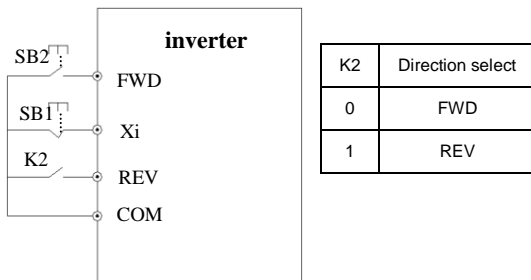 inverter
SB2
FWD
SB1
Xi
K2
REV
COM
K2 Direction select
0 FWD
1 REV